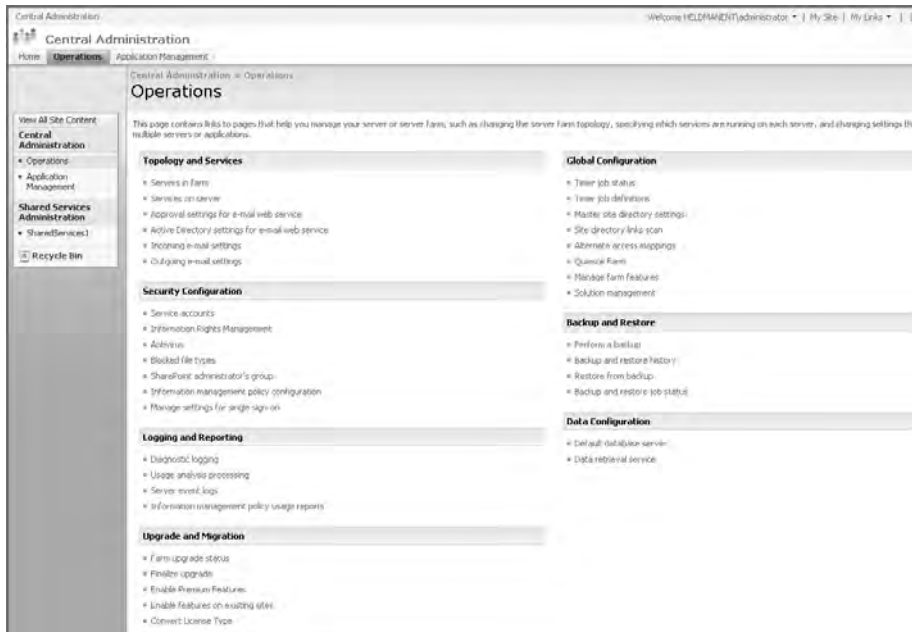 Central Administration
Welcome HELDMANENT\administrator | My Site | My Links |
Central Administration
Home Operations Application Management
Central Administration > Operations
Operations
View All Site Content
Central Administration
Operations
Application Management
Shared Services Administration
SharedServices1
Recycle Bin
This page contains links to pages that help you manage your server or server farm, such as changing the server farm topology, specifying which services are running on each server, and changing settings
multiple servers or applications.
Topology and Services
Servers in farm
Services on server
Approval settings for e-mail web service
Active Directory settings for e-mail web service
Incoming e-mail settings
Outgoing e-mail settings
Security Configuration
Service accounts
Information Rights Management
Antivirus
Blocked file types
SharePoint administrator's group
Information management policy configuration
Manage settings for single sign-on
Logging and Reporting
Diagnostic logging
Usage analysis processing
Server event logs
Information management policy usage reports
Upgrade and Migration
Farm upgrade status
Finalize upgrade
Enable Premium Features
Enable features on existing sites
Convert License Type
Global Configuration
Timer job status
Timer job definitions
Master site directory settings
Site directory links scan
Alternate access mappings
Quiesce Farm
Manage farm features
Solution management
Backup and Restore
Perform a backup
Backup and restore history
Restore from backup
Backup and restore job status
Data Configuration
Default database server
Data retrieval service